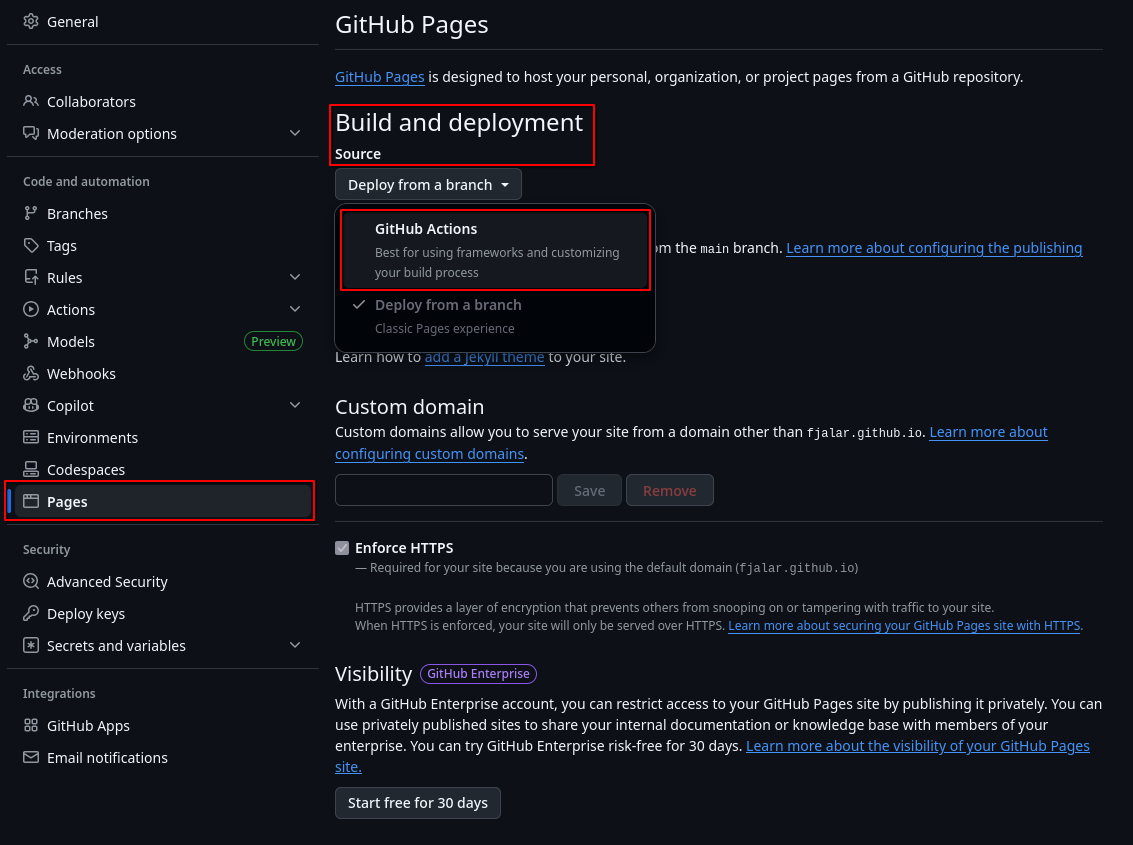 General
Access
Collaborators
Moderation options
Code and automation
Branches
Tags
Rules
Actions
Models Preview
Webhooks
Copilot
Environments
Codespaces
Pages
Security
Advanced Security
Deploy keys
Secrets and variables
Integrations
GitHub Apps
Email notifications
GitHub Pages
GitHub Pages is designed to host your personal, organization, or project pages from a GitHub repository.
Build and deployment
Source
Deploy from a branch
GitHub Actions
Best for using frameworks and customizing
your build process
Deploy from a branch
Classic Pages experience
om the main branch. Learn more about configuring the publishing
Learn how to add a Jekyll theme to your site.
Custom domain
Custom domains allow you to serve your site from a domain other than fjalar.github.io. Learn more about
configuring custom domains.
Save Remove
Enforce HTTPS
— Required for your site because you are using the default domain (fjalar.github.io)
HTTPS provides a layer of encryption that prevents others from snooping on or tampering with traffic to your site.
When HTTPS is enforced, your site will only be served over HTTPS. Learn more about securing your GitHub Pages site with HTTPS.
Visibility GitHub Enterprise
With a GitHub Enterprise account, you can restrict access to your GitHub Pages site by publishing it privately. You can
use privately published sites to share your internal documentation or knowledge base with members of your
enterprise. You can try GitHub Enterprise risk-free for 30 days. Learn more about the visibility of your GitHub Pages
site.
Start free for 30 days